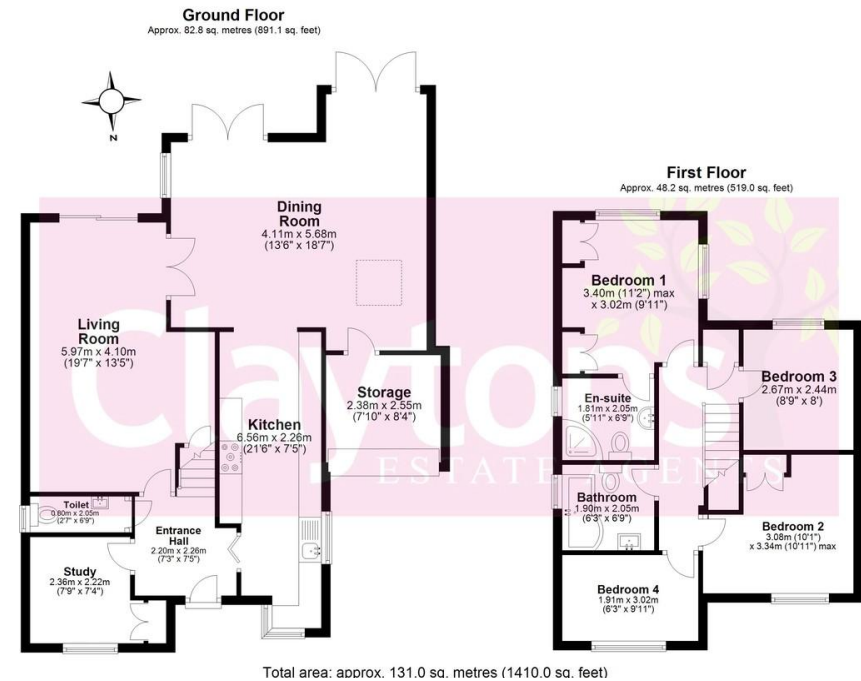 Ground Floor
Approx. 82.8 sq. metres (891.1 sq. feet)
N
Dining
Room
4.11m x 5.68m
(13'6" x 18'7")
Living
Room
5.97m x 4.10m
(19'7" x 13'5")
Storage
2.38m x 2.55m
(7'10" x 8'4")
Kitchen
6.56m x 2.26m
(21'6" x 7'5")
Toilet
0.80m x 2.05m
(2'7" x 6'9")
Entrance
Hall
2.20m x 2.26m
(7'3" x 7'5")
Study
2.36m x 2.22m
(7'9" x 7'4")
First Floor
Approx. 48.2 sq. metres (519.0 sq. feet)
Bedroom 1
3.40m (11'2") max
x 3.02m (9'11")
Bedroom 3
2.67m x 2.44m
(8'9" x 8')
En-suite
1.81m x 2.05m
(5'11" x 6'9")
Bathroom
1.90m x 2.05m
(6'3" x 6'9")
Bedroom 2
3.08m (10'1")
x 3.34m (10'11") max
Bedroom 4
1.91m x 3.02m
(6'3" x 9'11")
Claytons
ESTATE AGENTS
Total area: approx. 131.0 sq. metres (1410.0 sq. feet)